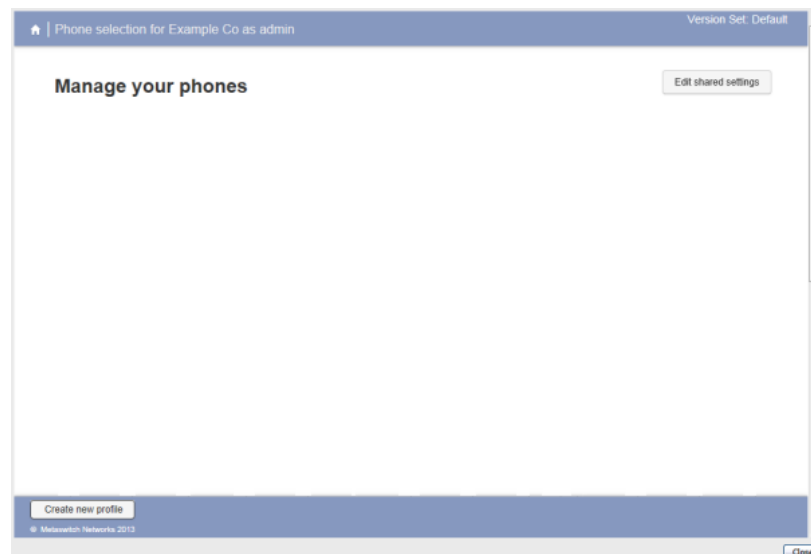 Phone selection for Example Co as admin
Version Set: Default
Manage your phones
Edit shared settings
Create new profile
© Metaswitch Networks 2013